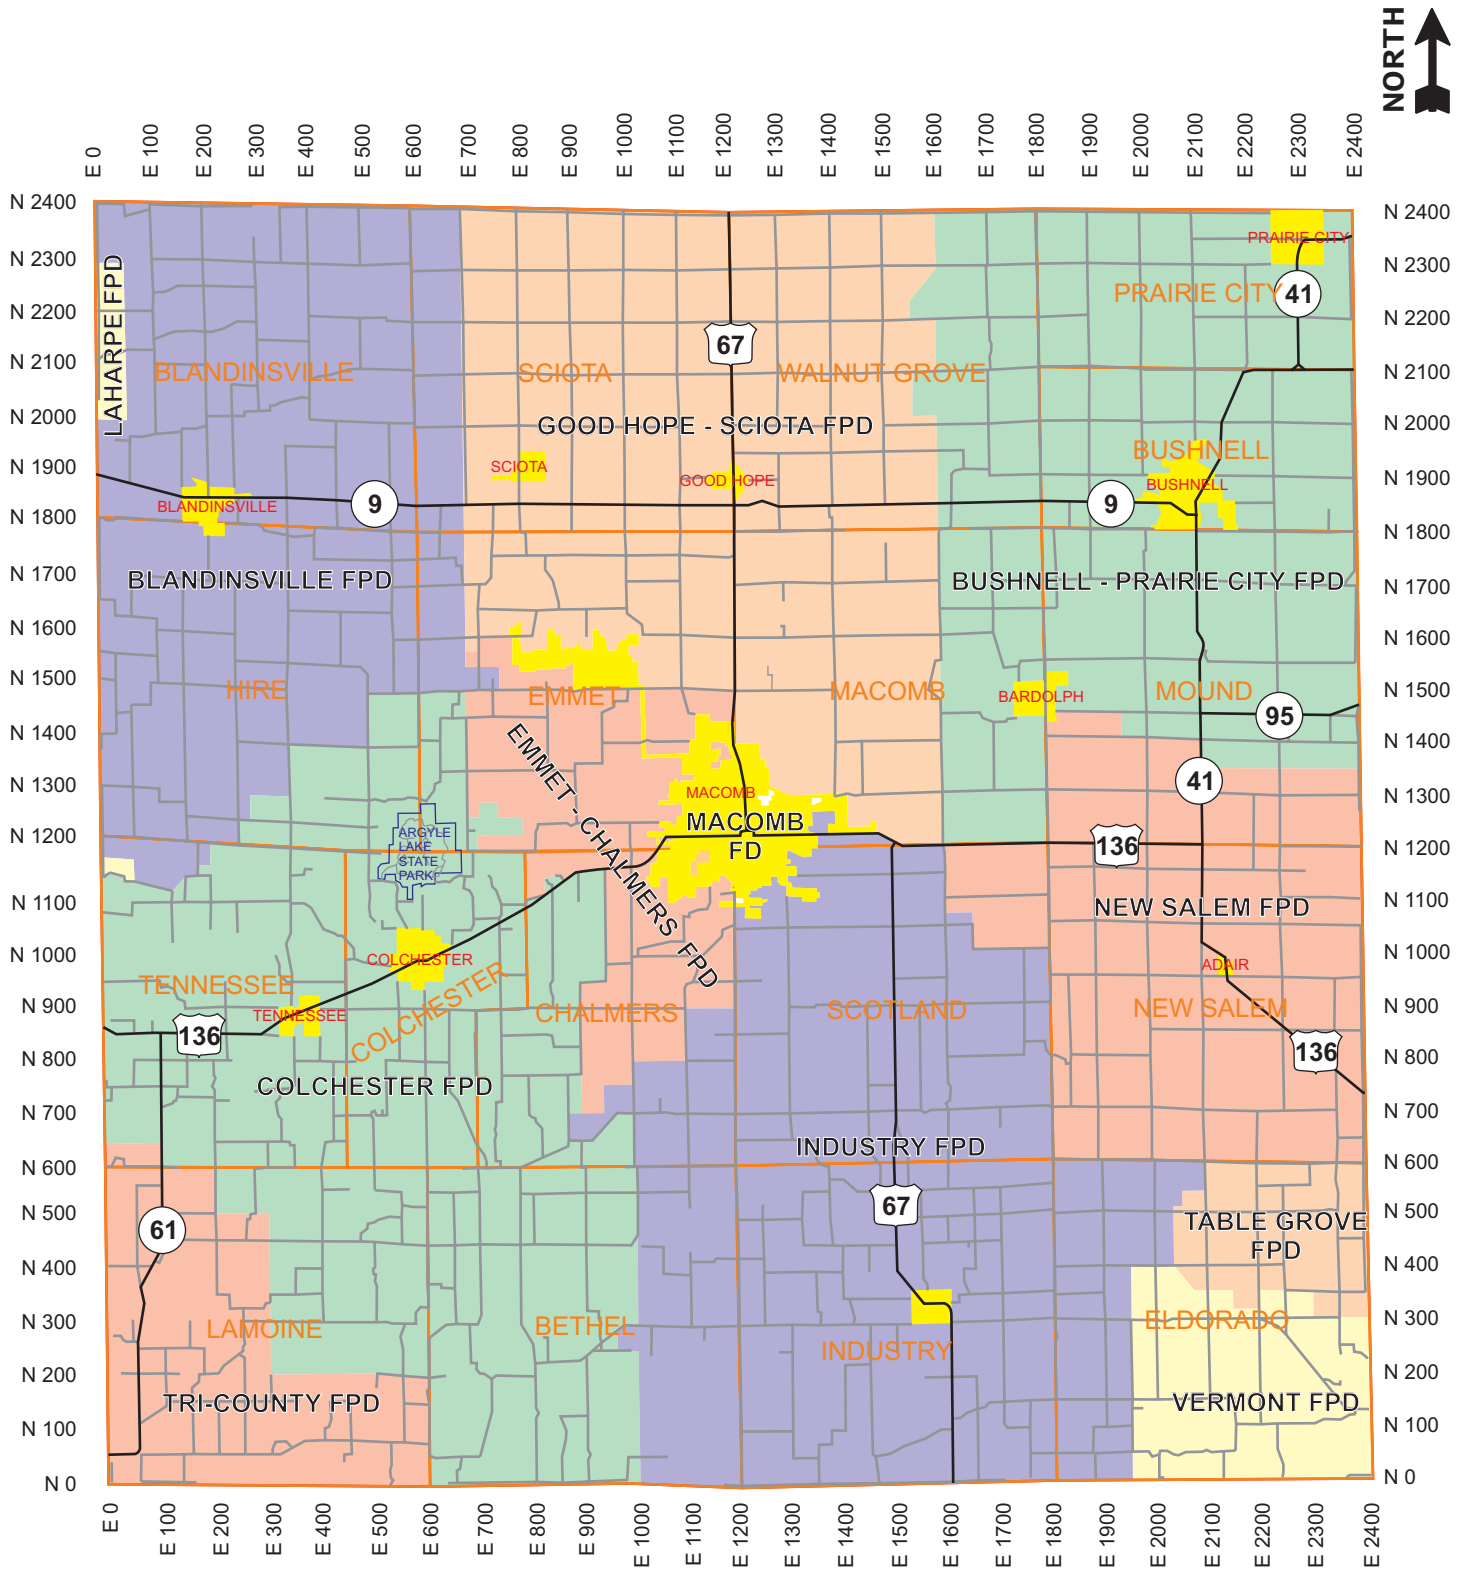 NORTH
E 0
E 100
E 200
E 300
E 400
E 500
E 600
E 700
E 800
E 900
E 1000
E 1100
E 1200
E 1300
E 1400
E 1500
E 1600
E 1700
E 1800
E 1900
E 2000
E 2100
E 2200
E 2300
E 2400
N 2400
N 2300
N 2200
N 2100
N 2000
N 1900
N 1800
N 1700
N 1600
N 1500
N 1400
N 1300
N 1200
N 1100
N 1000
N 900
N 800
N 700
N 600
N 500
N 400
N 300
N 200
N 100
N 0
N 2400
N 2300
N 2200
N 2100
N 2000
N 1900
N 1800
N 1700
N 1600
N 1500
N 1400
N 1300
N 1200
N 1100
N 1000
N 900
N 800
N 700
N 600
N 500
N 400
N 300
N 200
N 100
N 0
LAHARPE FPD
PRAIRIE CITY
PRAIRIE CITY
41
67
BLANDINSVILLE
SCIOTA
WALNUT GROVE
GOOD HOPE - SCIOTA FPD
BUSHNELL
SCIOTA
GOOD HOPE
BUSHNELL
BLANDINSVILLE
9
9
BLANDINSVILLE FPD
BUSHNELL - PRAIRIE CITY FPD
HIRE
EMMET
MACOMB
BARDOLPH
MOUND
95
EMMET - CHALMERS FPD
41
MACOMB
MACOMB
FD
ARGYLE
LAKE
STATE
PARK
136
NEW SALEM FPD
COLCHESTER
ADAIR
TENNESSEE
COLCHESTER
TENNESSEE
CHALMERS
SCOTLAND
NEW SALEM
136
136
COLCHESTER FPD
INDUSTRY FPD
61
67
TABLE GROVE
FPD
LAMOINE
BETHEL
ELDORADO
INDUSTRY
TRI-COUNTY FPD
VERMONT FPD
E 0
E 100
E 200
E 300
E 400
E 500
E 600
E 700
E 800
E 900
E 1000
E 1100
E 1200
E 1300
E 1400
E 1500
E 1600
E 1700
E 1800
E 1900
E 2000
E 2100
E 2200
E 2300
E 2400